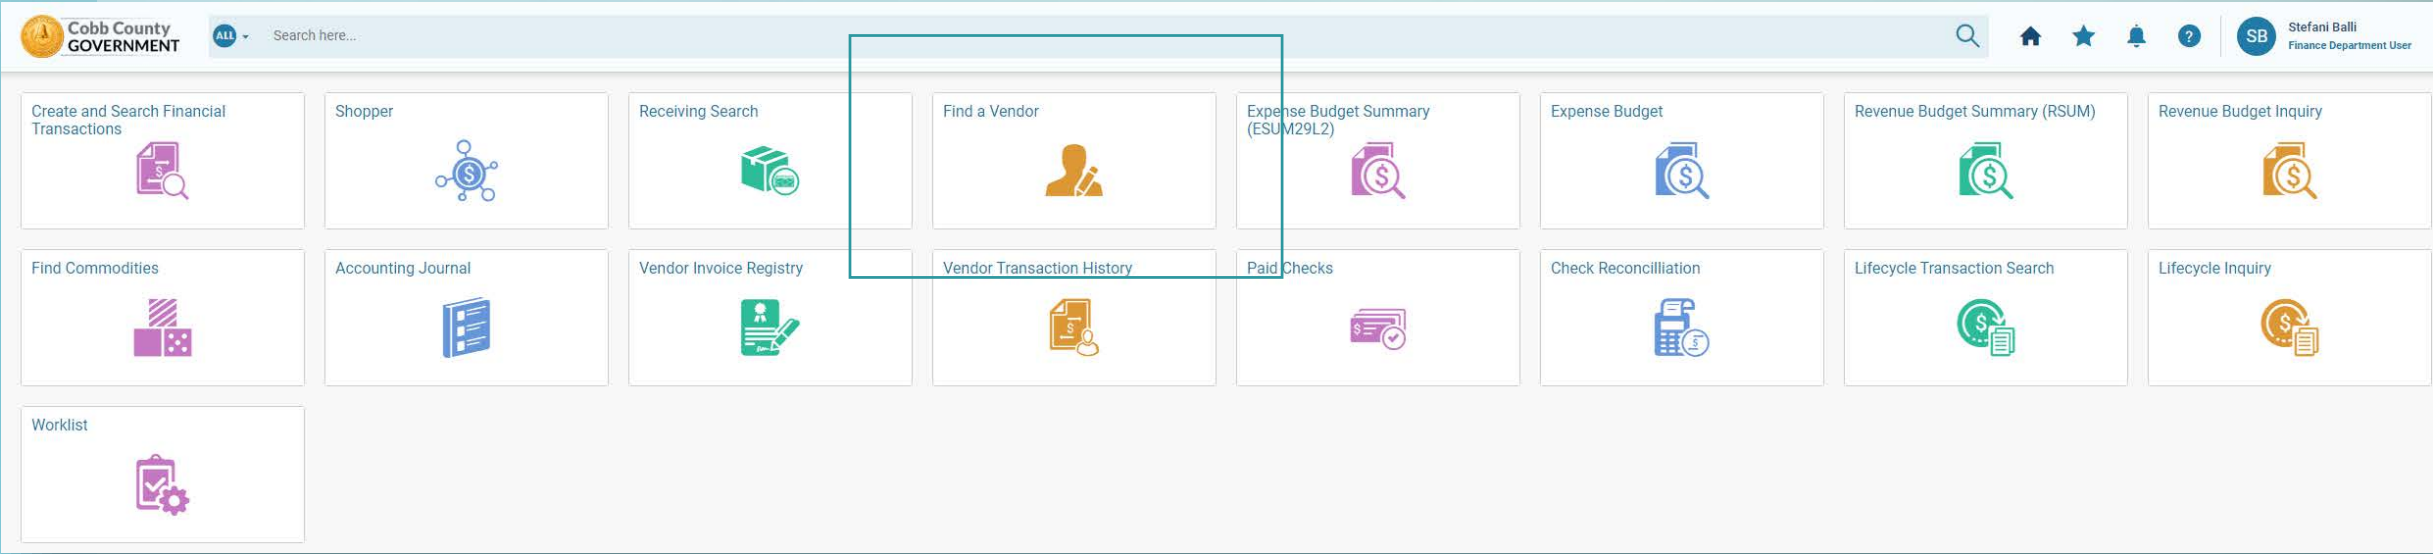 Cobb County
GOVERNMENT
ALL
Search here...
?
SB
Stefani Balli
Finance Department User
Create and Search Financial
Transactions
Shopper
Receiving Search
Find a Vendor
Expense Budget Summary
(ESUM29L2)
Expense Budget
Revenue Budget Summary (RSUM)
Revenue Budget Inquiry
$
$
$
$
$
$
Find Commodities
Accounting Journal
Vendor Invoice Registry
Vendor Transaction History
Paid Checks
Check Reconcilliation
Lifecycle Transaction Search
Lifecycle Inquiry
$
$
$
$
$
Worklist